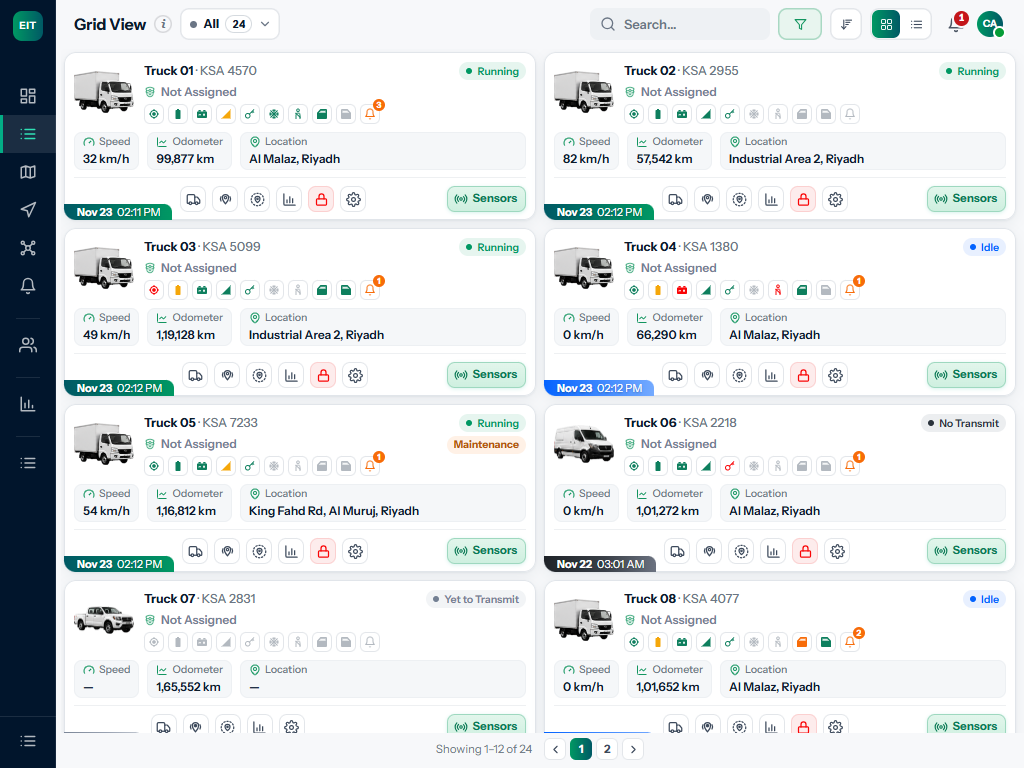 EIT
Grid View
All 24
Search...
1
CA
Truck 01 · KSA 4570
Running
Not Assigned
3
Speed
32 km/h
Odometer
99,877 km
Location
Al Malaz, Riyadh
Nov 23 02:11 PM
Sensors
Truck 02 · KSA 2955
Running
Not Assigned
Speed
82 km/h
Odometer
57,542 km
Location
Industrial Area 2, Riyadh
Nov 23 02:12 PM
Sensors
Truck 03 · KSA 5099
Running
Not Assigned
1
Speed
49 km/h
Odometer
1,19,128 km
Location
Industrial Area 2, Riyadh
Nov 23 02:12 PM
Sensors
Truck 04 · KSA 1380
Idle
Not Assigned
1
Speed
0 km/h
Odometer
66,290 km
Location
Al Malaz, Riyadh
Nov 23 02:12 PM
Sensors
Truck 05 · KSA 7233
Running
Not Assigned
Maintenance
1
Speed
54 km/h
Odometer
1,16,812 km
Location
King Fahd Rd, Al Muruj, Riyadh
Nov 23 02:12 PM
Sensors
Truck 06 · KSA 2218
No Transmit
Not Assigned
1
Speed
0 km/h
Odometer
1,01,272 km
Location
Al Malaz, Riyadh
Nov 22 03:01 AM
Sensors
Truck 07 · KSA 2831
Yet to Transmit
Not Assigned
Speed
—
Odometer
1,65,552 km
Location
—
Sensors
Truck 08 · KSA 4077
Idle
Not Assigned
2
Speed
0 km/h
Odometer
1,01,652 km
Location
Al Malaz, Riyadh
Sensors
Showing 1–12 of 24
1
2